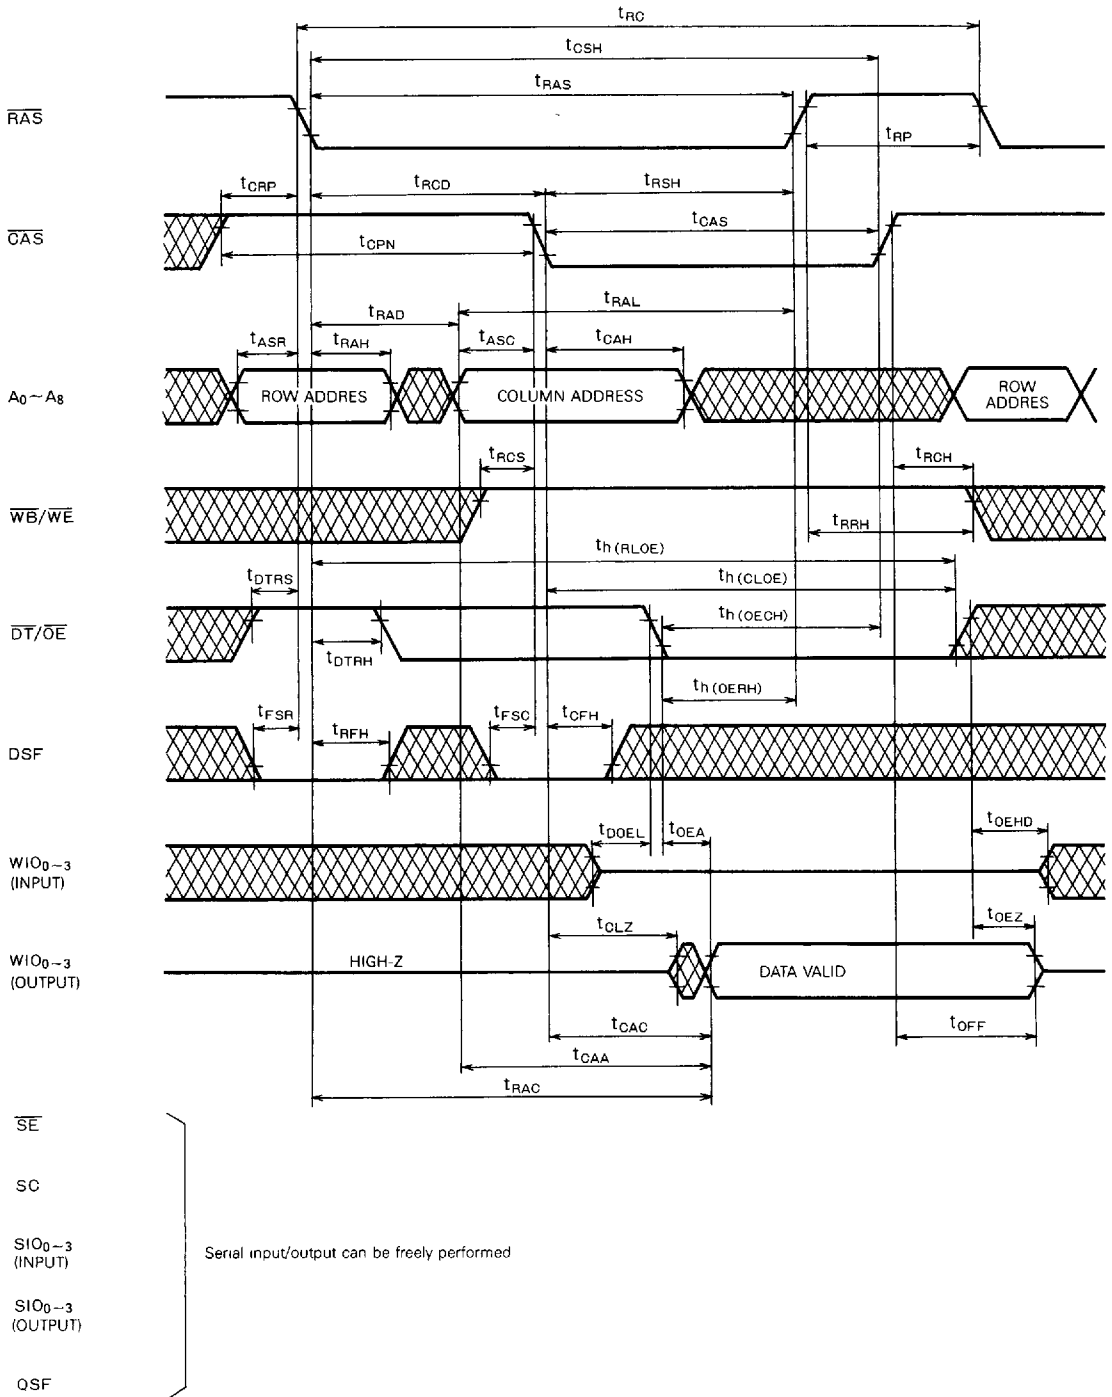 tRC
tCSH
tRAS
RAS
tRP
tCRP
tRCD
tRSH
CAS
tCAS
tCPN
tRAL
tRAD
tASR
tRAH
tASC
tCAH
A0~A8
ROW ADDRES
COLUMN ADDRESS
ROW
ADDRES
tRCS
tRCH
WB/WE
tRRH
th(RLOE)
tDTRS
th(CLOE)
DT/OE
th(OECH)
tDTRH
th(OERH)
tFSR
tRFH
tFSC
tCFH
DSF
tDOEL
tOEA
tOEHD
WIO0~3
(INPUT)
tCLZ
tOEZ
WIO0~3
(OUTPUT)
HIGH-Z
DATA VALID
tCAC
tOFF
tCAA
tRAC
SE
SC
SIO0~3
(INPUT)
Serial input/output can be freely performed
SIO0~3
(OUTPUT)
QSF